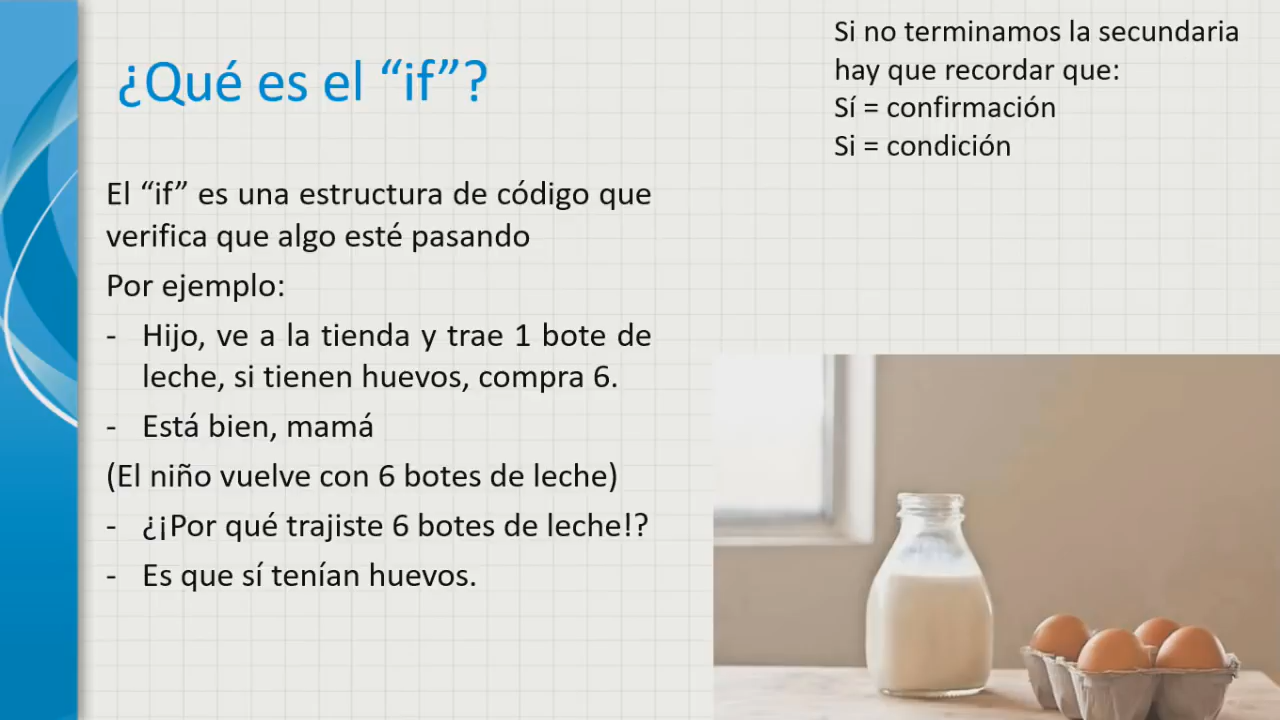 ¿Qué es el “if”?
Si no terminamos la secundaria
hay que recordar que:
Sí = confirmación
Si = condición
El “if” es una estructura de código que
verifica que algo esté pasando
Por ejemplo:
- Hijo, ve a la tienda y trae 1 bote de
leche, si tienen huevos, compra 6.
- Está bien, mamá
(El niño vuelve con 6 botes de leche)
- ¿¡Por qué trajiste 6 botes de leche!?
- Es que sí tenían huevos.